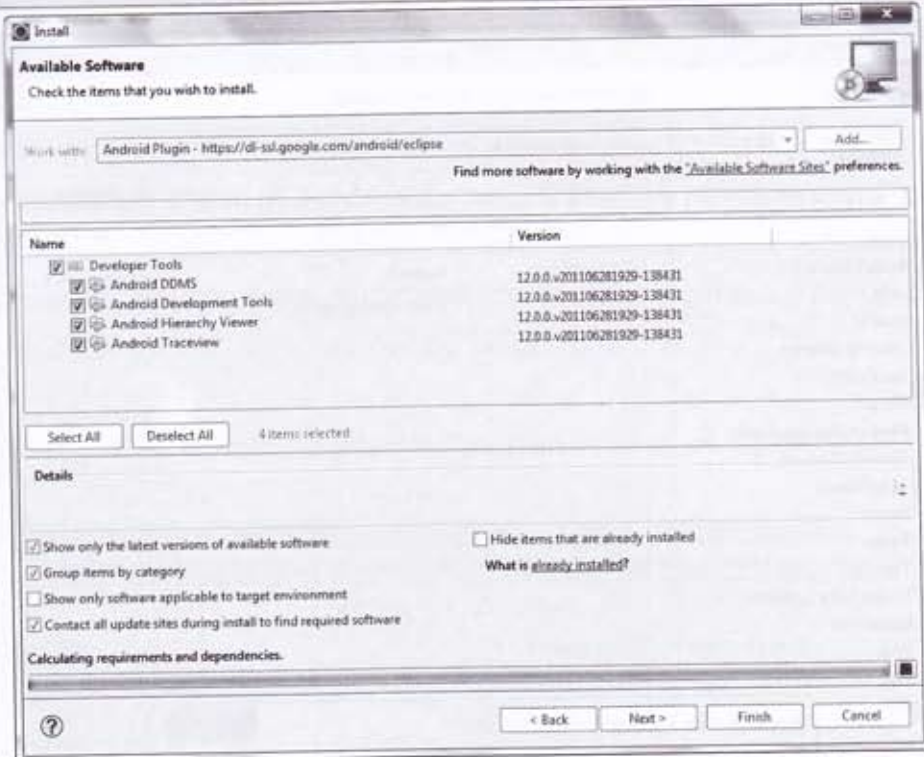 Install
Available Software
Check the items that you wish to install.
Work with: Android Plugin - https://dl-ssl.google.com/android/eclipse
Add...
Find more software by working with the "Available Software Sites" preferences.
Name Version
Developer Tools
Android DDMS 12.0.0.v201106281929-138431
Android Development Tools 12.0.0.v201106281929-138431
Android Hierarchy Viewer 12.0.0.v201106281929-138431
Android Traceview 12.0.0.v201106281929-138431
Select All Deselect All 4 items selected
Details
Show only the latest versions of available software Hide items that are already installed
Group items by category What is already installed?
Show only software applicable to target environment
Contact all update sites during install to find required software
Calculating requirements and dependencies.
? < Back Next > Finish Cancel